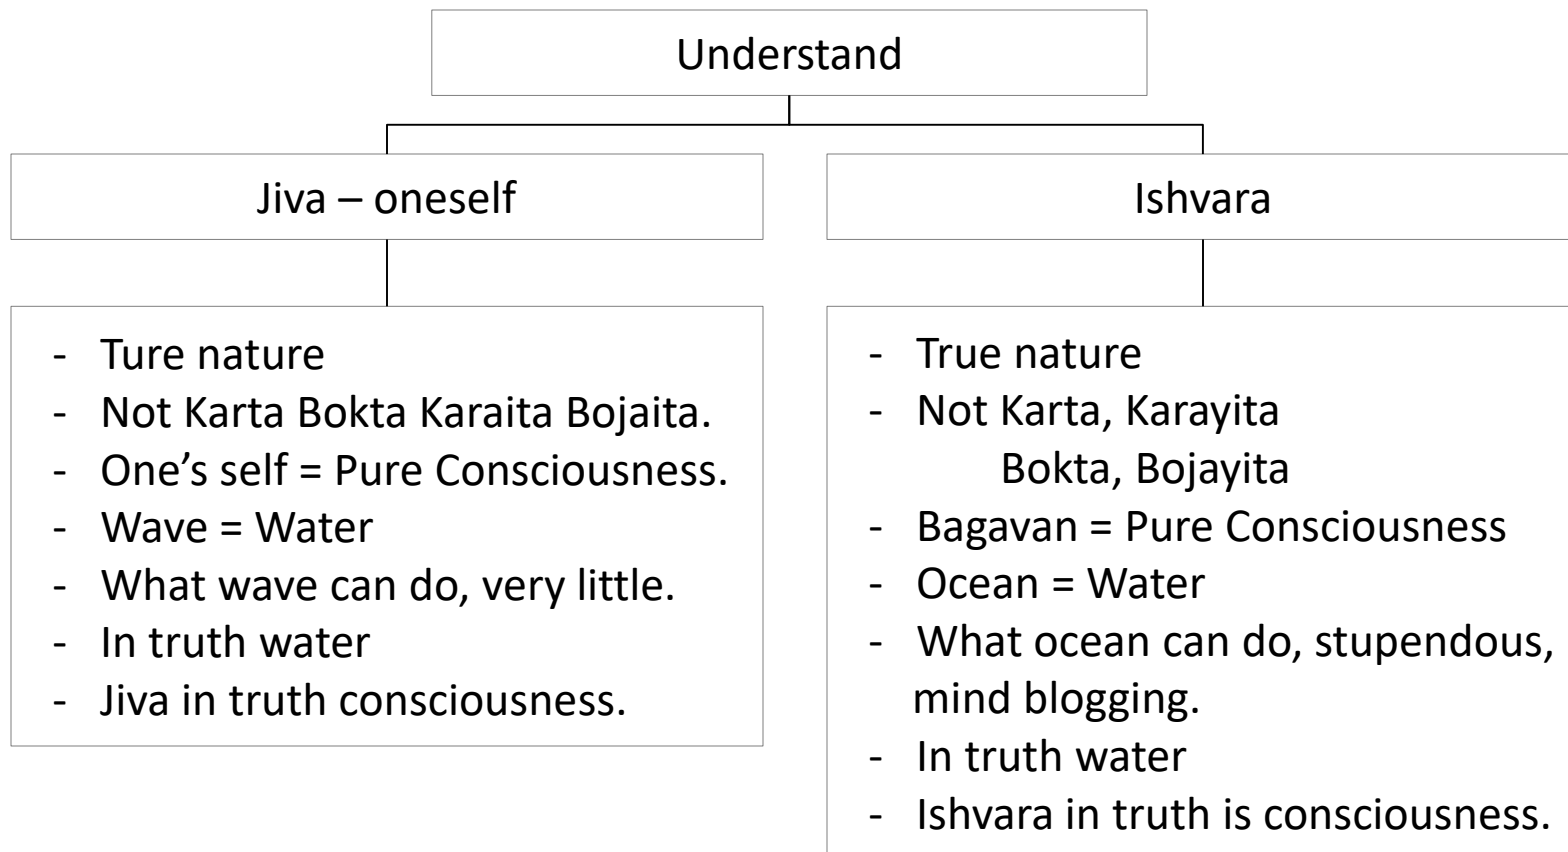 Understand
Jiva – oneself
- Ture nature
- Not Karta Bokta Karaita Bojaita.
- One’s self = Pure Consciousness.
- Wave = Water
- What wave can do, very little.
- In truth water
- Jiva in truth consciousness.
Ishvara
- True nature
- Not Karta, Karayita
Bokta, Bojayita
- Bagavan = Pure Consciousness
- Ocean = Water
- What ocean can do, stupendous,
mind blogging.
- In truth water
- Ishvara in truth is consciousness.